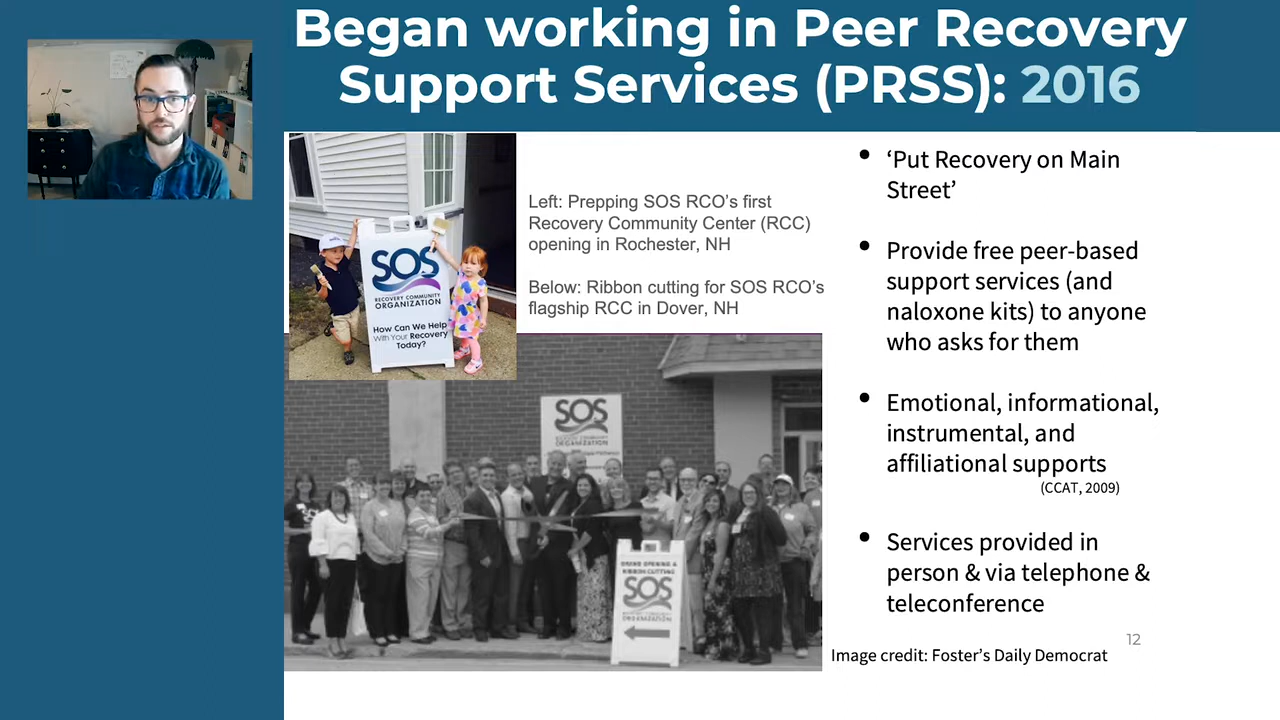 Began working in Peer Recovery
Support Services (PRSS): 2016
SOS
RECOVERY COMMUNITY
ORGANIZATION
How Can We Help
With Your Recovery
Today?
Left: Prepping SOS RCO’s first
Recovery Community Center (RCC)
opening in Rochester, NH
Below: Ribbon cutting for SOS RCO’s
flagship RCC in Dover, NH
SOS
RECOVERY COMMUNITY
ORGANIZATION
GRAND OPENING &
RIBBON CUTTING
SOS
RECOVERY COMMUNITY
ORGANIZATION
• ‘Put Recovery on Main
Street’
• Provide free peer-based
support services (and
naloxone kits) to anyone
who asks for them
• Emotional, informational,
instrumental, and
affiliational supports
(CCAT, 2009)
• Services provided in
person & via telephone &
teleconference
12
Image credit: Foster’s Daily Democrat